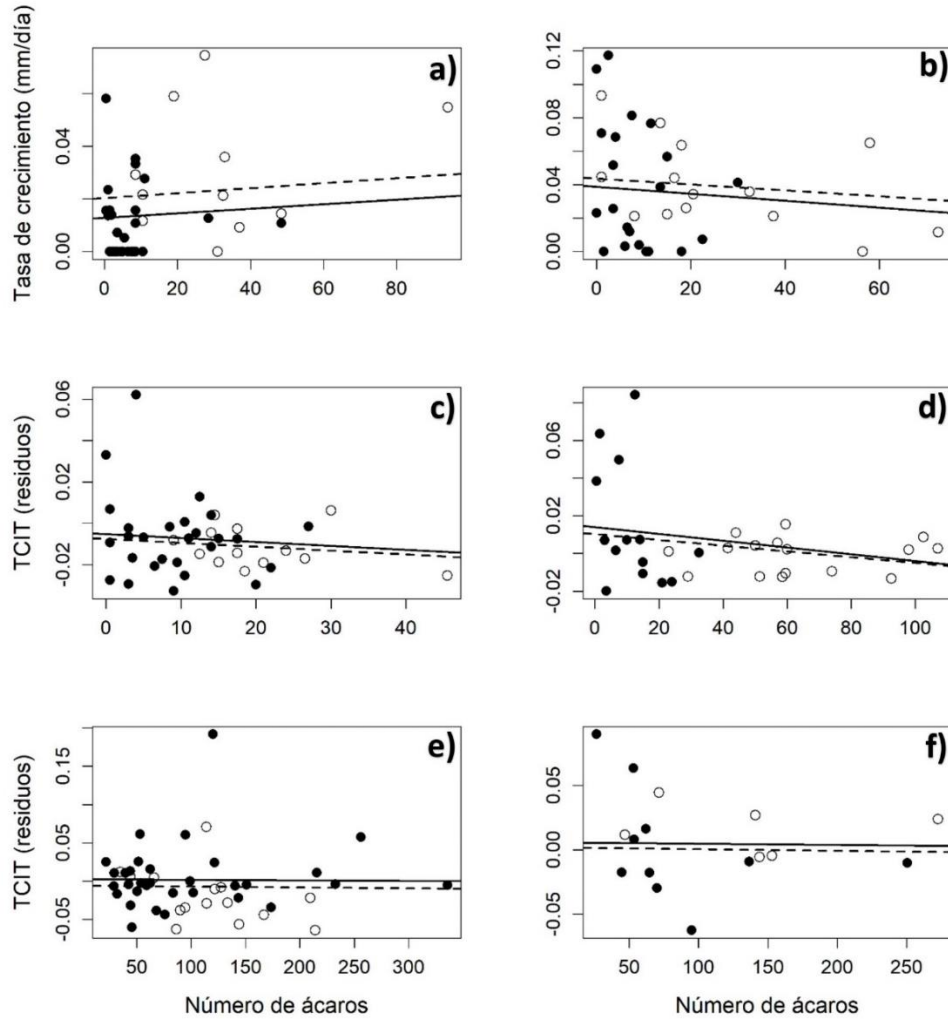 a)
b)
Tasa de crecimiento (mm/día)
0.00 0.04
0 20 40 60 80
0.00 0.04 0.08 0.12
0 20 40 60
c)
d)
TCIT (residuos)
-0.02 0.02 0.06
0 10 20 30 40
-0.02 0.02 0.06
0 20 40 60 80 100
e)
f)
TCIT (residuos)
-0.05 0.05 0.15
50 100 150 200 250 300
-0.05 0.00 0.05
50 100 150 200 250
Número de ácaros
Número de ácaros